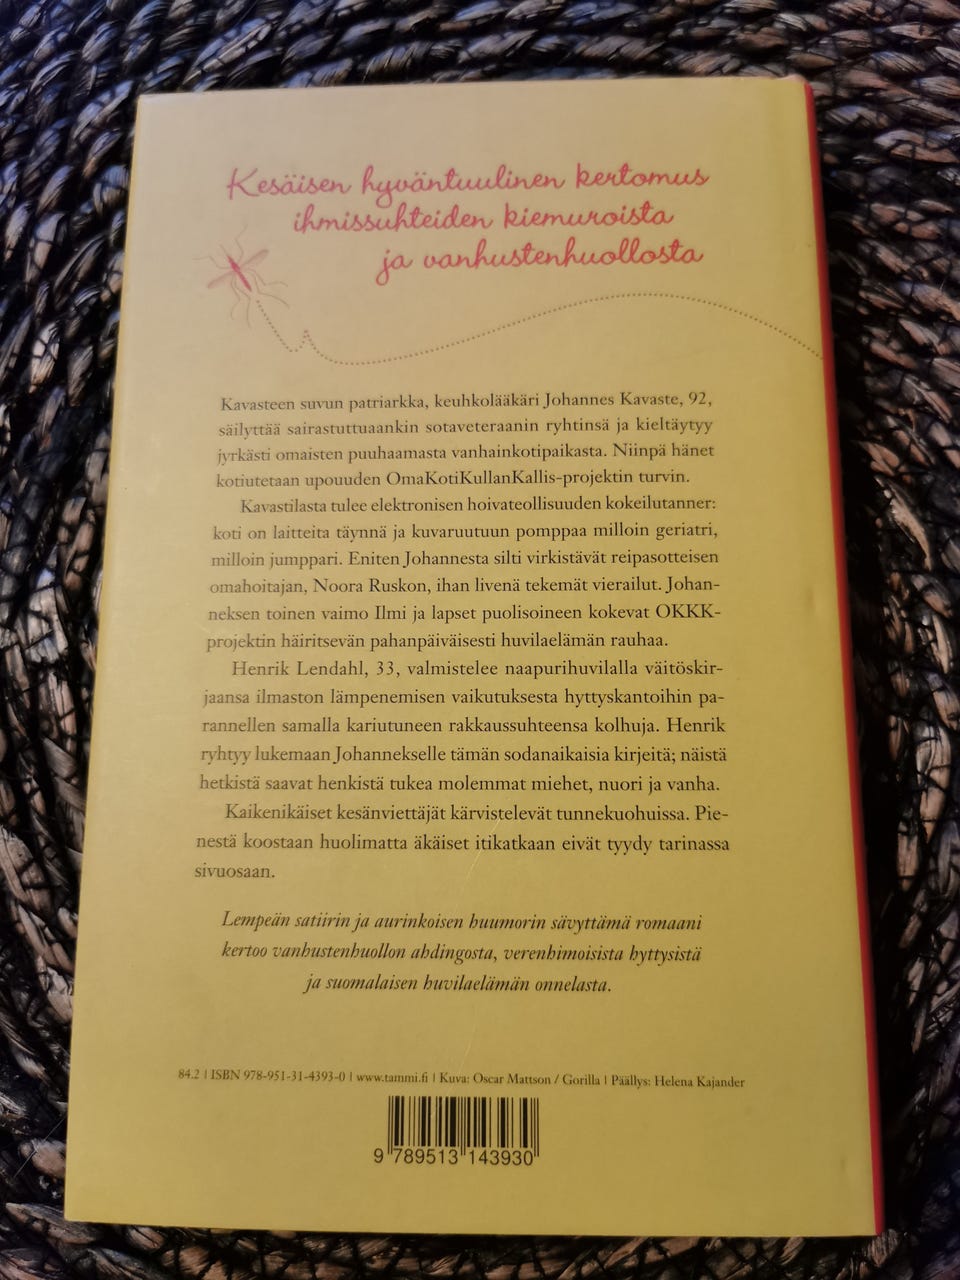 Kesäisen hyväntuulinen kertomus
ihmissuhteiden kiemuroista
ja vanhustenhuollosta
Kavasteen suvun patriarkka, keuhkolääkäri Johannes Kavaste, 92,
säilyttää sairastuttuaankin sotaveteraanin ryhtinsä ja kieltäytyy
jyrkästi omaisten puuhaamasta vanhainkotipaikasta. Niinpä hänet
kotiutetaan upouuden OmaKotiKullanKallis-projektin turvin.
Kavastilasta tulee elektronisen hoivateollisuuden kokeilutanner:
koti on laitteita täynnä ja kuvaruutuun pomppaa milloin geriatri,
milloin jumppari. Eniten Johannesta silti virkistävät reipasotteisen
omahoitajan, Noora Ruskon, ihan livenä tekemät vierailut. Johan-
neksen toinen vaimo Ilmi ja lapset puolisoineen kokevat OKKK-
projektin häiritsevän pahanpäiväisesti huvilaelämän rauhaa.
Henrik Lendahl, 33, valmistelee naapurihuvilalla väitöskir-
jaansa ilmaston lämpenemisen vaikutuksesta hyttyskantoihin pa-
rannellen samalla kariutuneen rakkaussuhteensa kolhuja. Henrik
ryhtyy lukemaan Johannekselle tämän sodanaikaisia kirjeitä; näistä
hetkistä saavat henkistä tukea molemmat miehet, nuori ja vanha.
Kaikenikäiset kesänviettäjät kärvistelevät tunnekuohuissa. Pie-
nestä koostaan huolimatta äkäiset itikatkaan eivät tyydy tarinassa
sivuosaan.
Lempeän satiirin ja aurinkoisen huumorin sävyttämä romaani
kertoo vanhustenhuollon ahdingosta, verenhimoisista hyttysistä
ja suomalaisen huvilaelämän onnelasta.
84.2 | ISBN 978-951-31-4393-0 | www.tammi.fi | Kuva: Oscar Mattson / Gorilla | Päällys: Helena Kajander
9 789513 143930